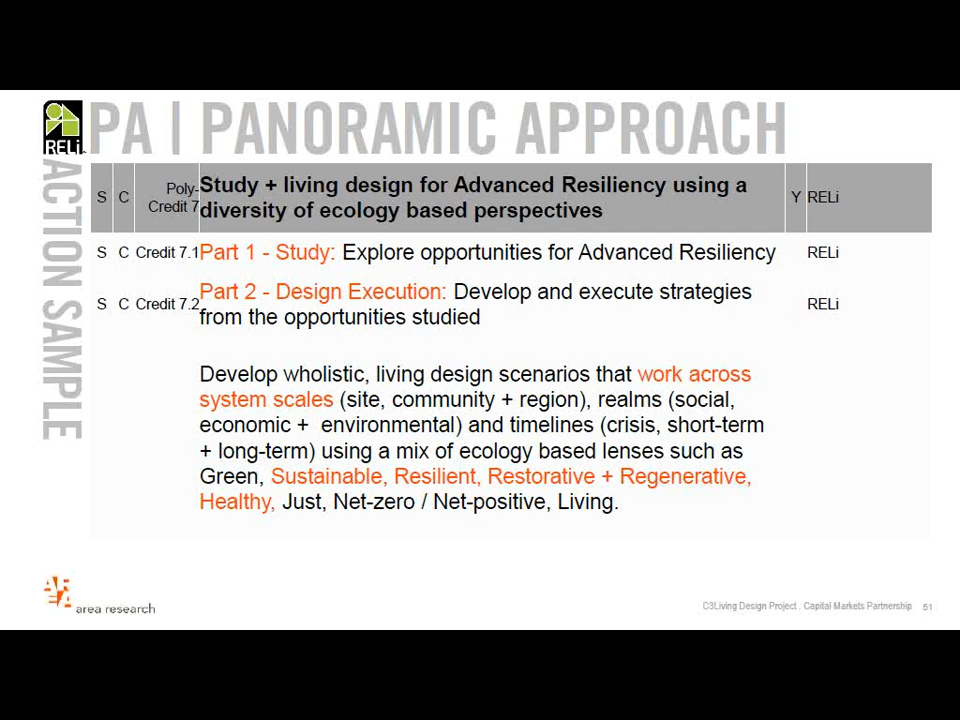 RELi
PA | PANORAMIC APPROACH
ACTION SAMPLE
S C Poly-Credit 7 Study + living design for Advanced Resiliency using a Y RELi
diversity of ecology based perspectives
S C Credit 7.1 Part 1 - Study: Explore opportunities for Advanced Resiliency RELi
S C Credit 7.2 Part 2 - Design Execution: Develop and execute strategies RELi
from the opportunities studied
Develop wholistic, living design scenarios that work across
system scales (site, community + region), realms (social,
economic + environmental) and timelines (crisis, short-term
+ long-term) using a mix of ecology based lenses such as
Green, Sustainable, Resilient, Restorative + Regenerative,
Healthy, Just, Net-zero / Net-positive, Living.
AREA area research
C3Living Design Project . Capital Markets Partnership 51